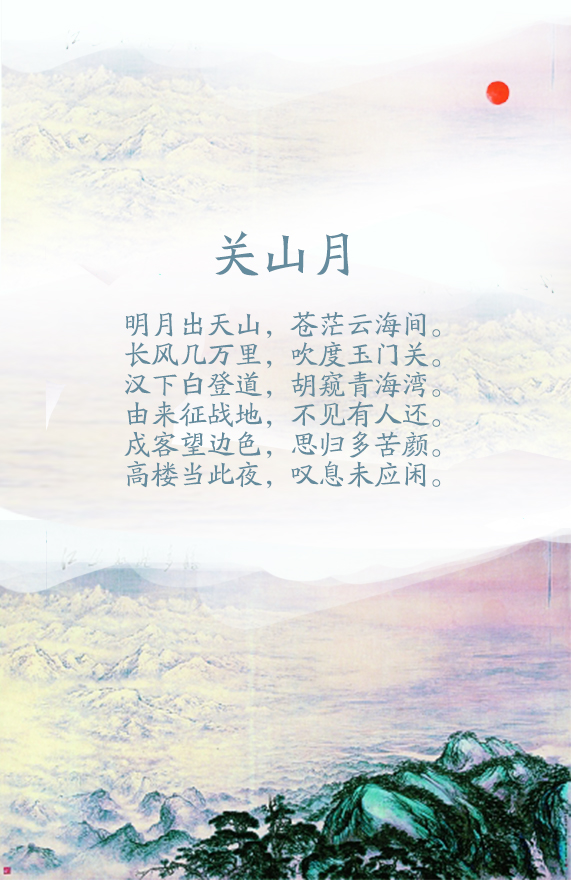 关山月
明月出天山，苍茫云海间。
长风几万里，吹度玉门关。
汉下白登道，胡窥青海湾。
由来征战地，不见有人还。
戍客望边色，思归多苦颜。
高楼当此夜，叹息未应闲。